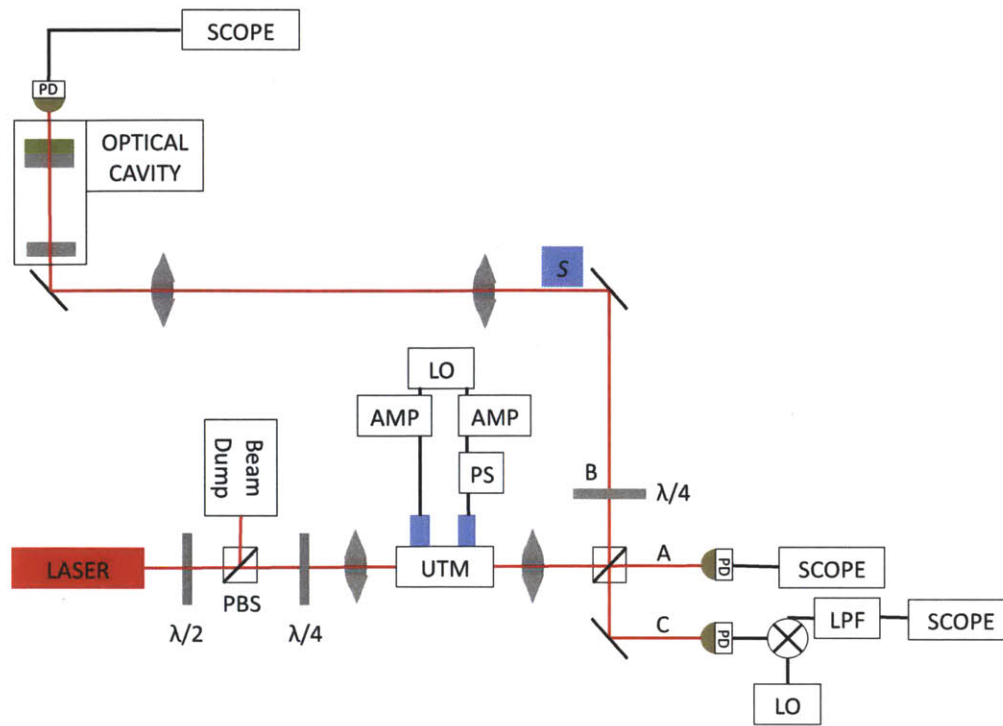 SCOPE
PD
OPTICAL
CAVITY
S
LO
AMP
AMP
PS
Beam
Dump
B
λ/4
LASER
PBS
UTM
A
PD
SCOPE
λ/2
λ/4
C
PD
LPF
SCOPE
LO